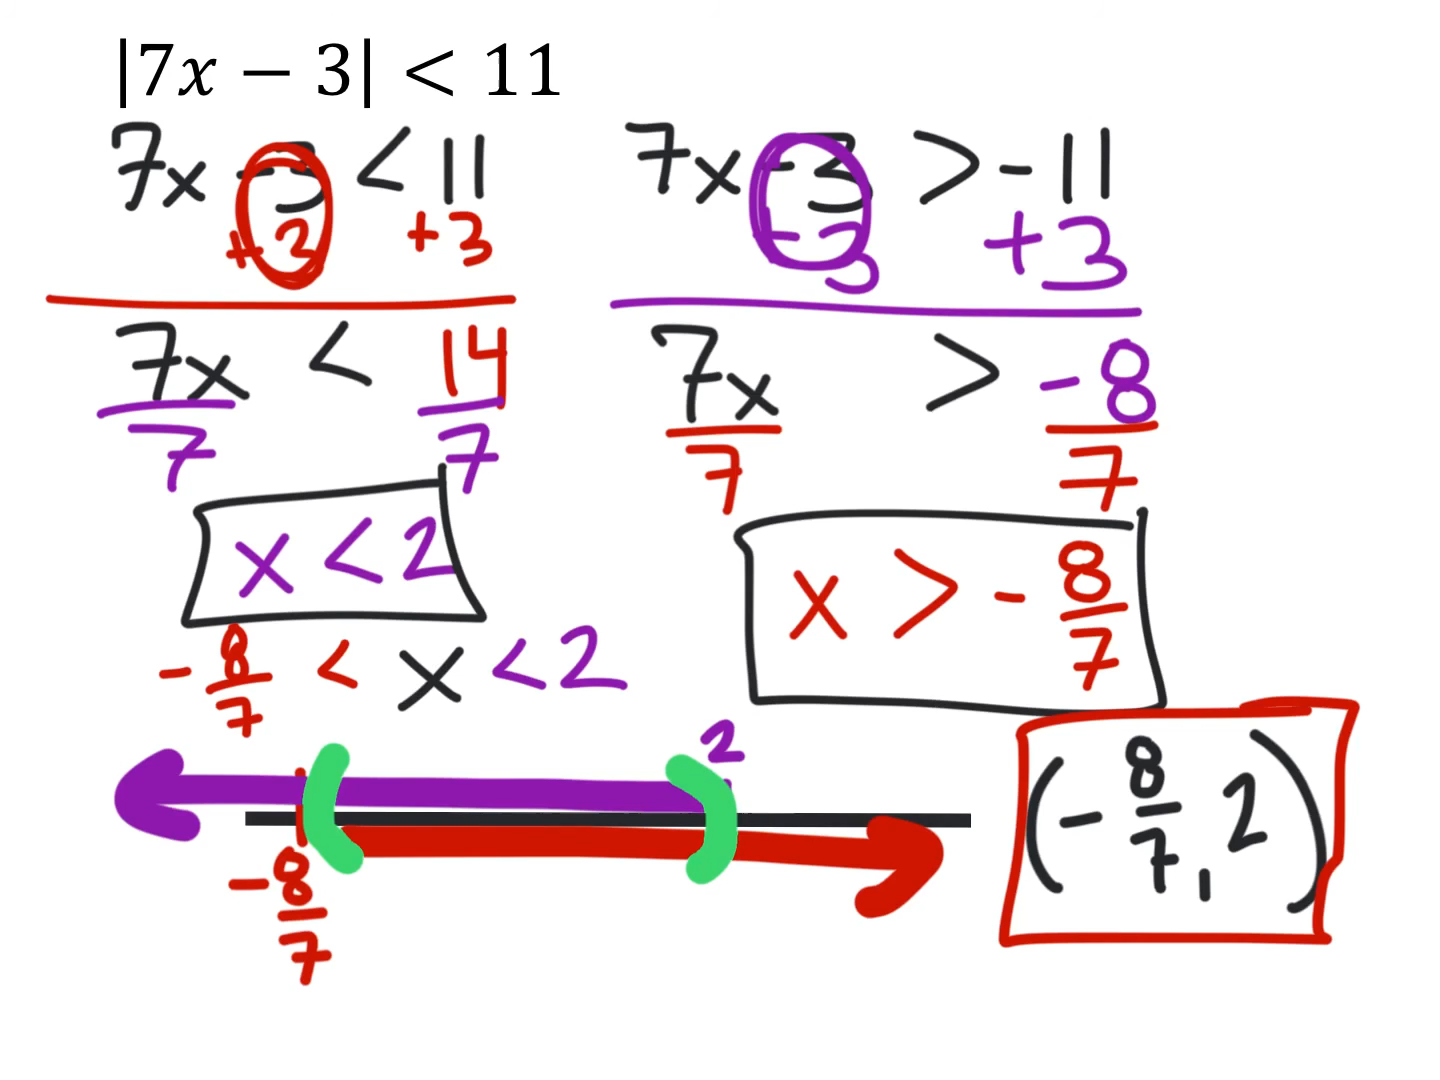 |7x − 3| < 11
7x - 3 < 11
+3 +3
7x < 14
7 7
x < 2
7x - 3 > -11
+3 +3
7x > -8
7 7
x > - 8/7
- 8/7 < x < 2
2
- 8/7
(- 8/7, 2)